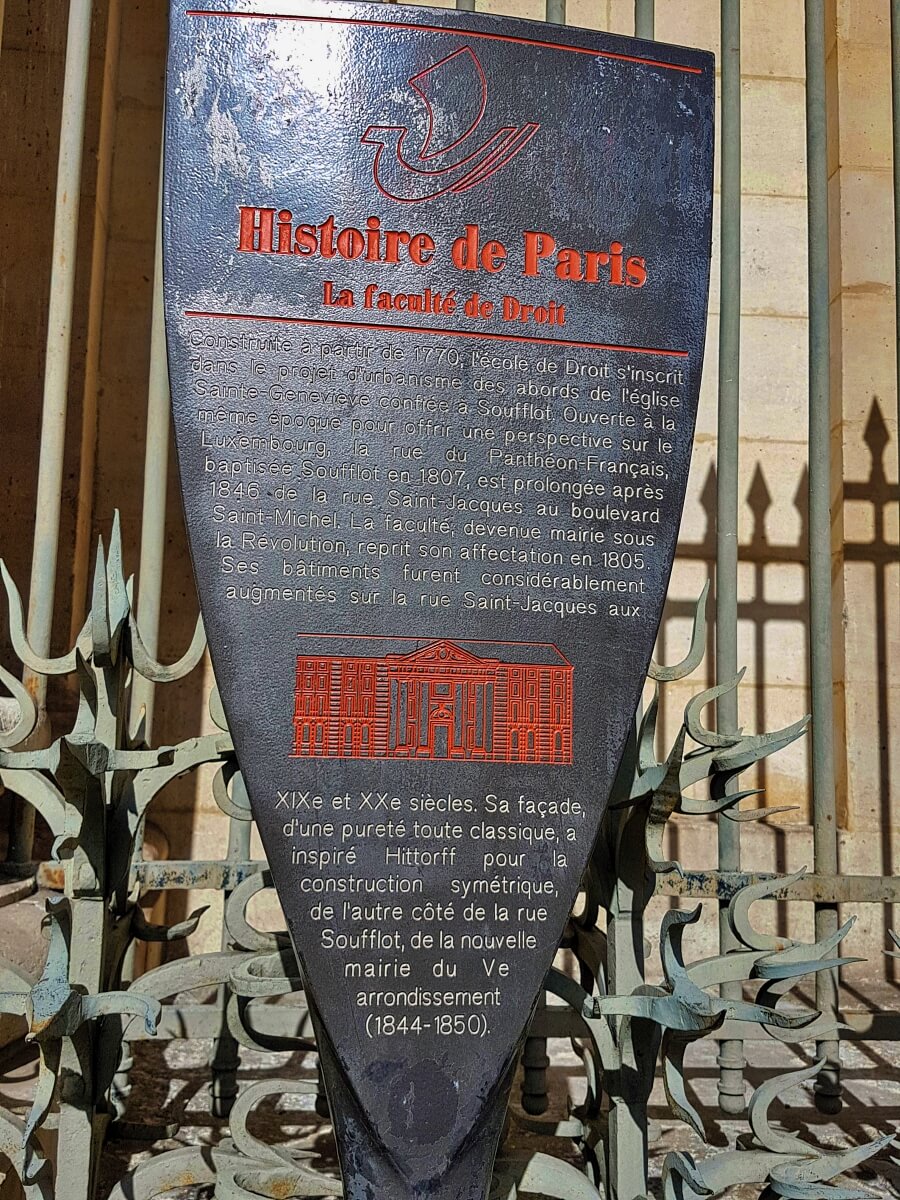 Histoire de Paris
La faculté de Droit
Construite à partir de 1770, l'école de Droit s'inscrit
dans le projet d'urbanisme des abords de l'église
Sainte-Geneviève confiée à Soufflot. Ouverte à la
même époque pour offrir une perspective sur le
Luxembourg, la rue du Panthéon-Français,
baptisée Soufflot en 1807, est prolongée après
1846 de la rue Saint-Jacques au boulevard
Saint-Michel. La faculté, devenue mairie sous
la Révolution, reprit son affectation en 1805.
Ses bâtiments furent considérablement
augmentés sur la rue Saint-Jacques aux
XIXe et XXe siècles. Sa façade,
d'une pureté toute classique, a
inspiré Hittorff pour la
construction symétrique,
de l'autre côté de la rue
Soufflot, de la nouvelle
mairie du Ve
arrondissement
(1844-1850).